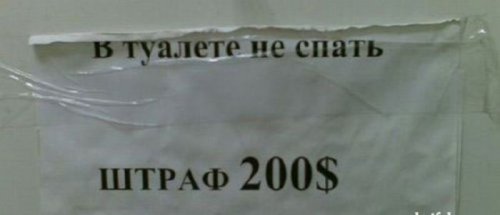 В туалете не спать
ШТРАФ 200$